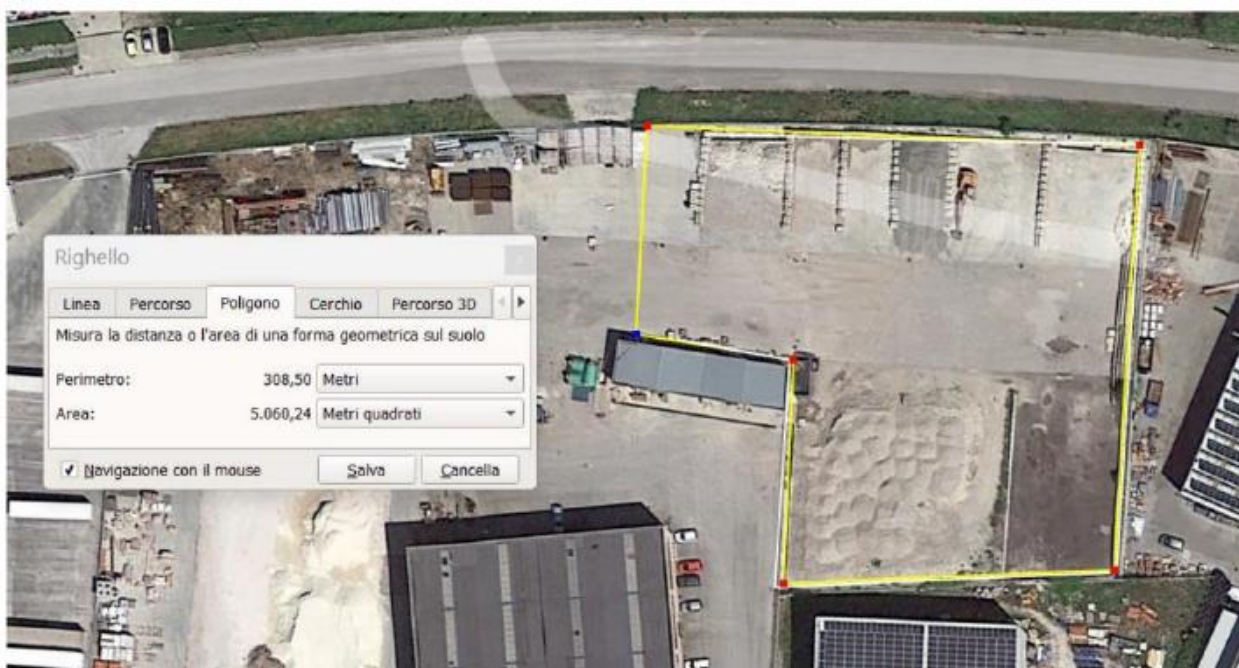 Righello
Linea Percorso Poligono Cerchio Percorso 3D
Misura la distanza o l'area di una forma geometrica sul suolo
Perimetro: 308,50 Metri
Area: 5.060,24 Metri quadrati
Navigazione con il mouse Salva Cancella